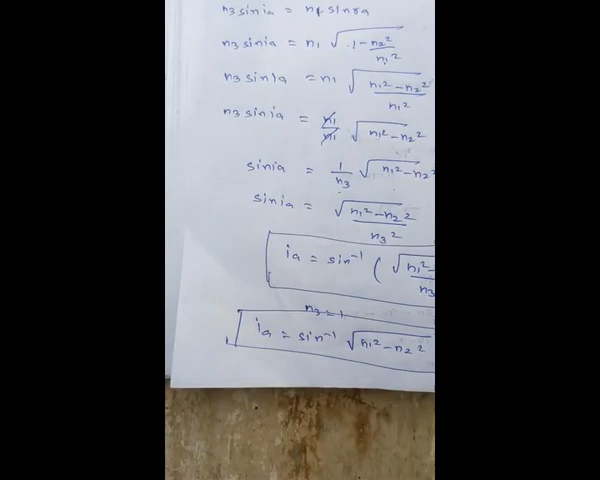 n3 sin ia = n1 sin ra
n3 sin ia = n1 √(1 - n2²/n1²)
n3 sin ia = n1 √(n1² - n2²/n1²)
n3 sin ia = n1/n1 √(n1² - n2²)
sin ia = 1/n3 √(n1² - n2²)
sin ia = √(n1² - n2²/n3²)
ia = sin⁻¹ (√(n1² -/n3
n3 = 1
ia = sin⁻¹ √(n1² - n2²)